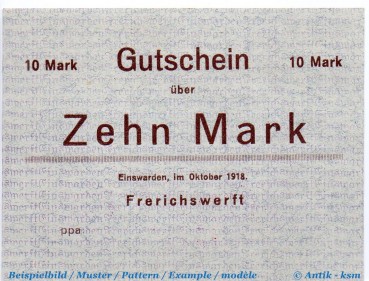 10 Mark Gutschein 10 Mark
über
Zehn Mark
Einswarden, im Oktober 1918.
Frerichswerft
ppa
Beispielbild / Muster / Pattern / Example / modèle © Antik - ksm